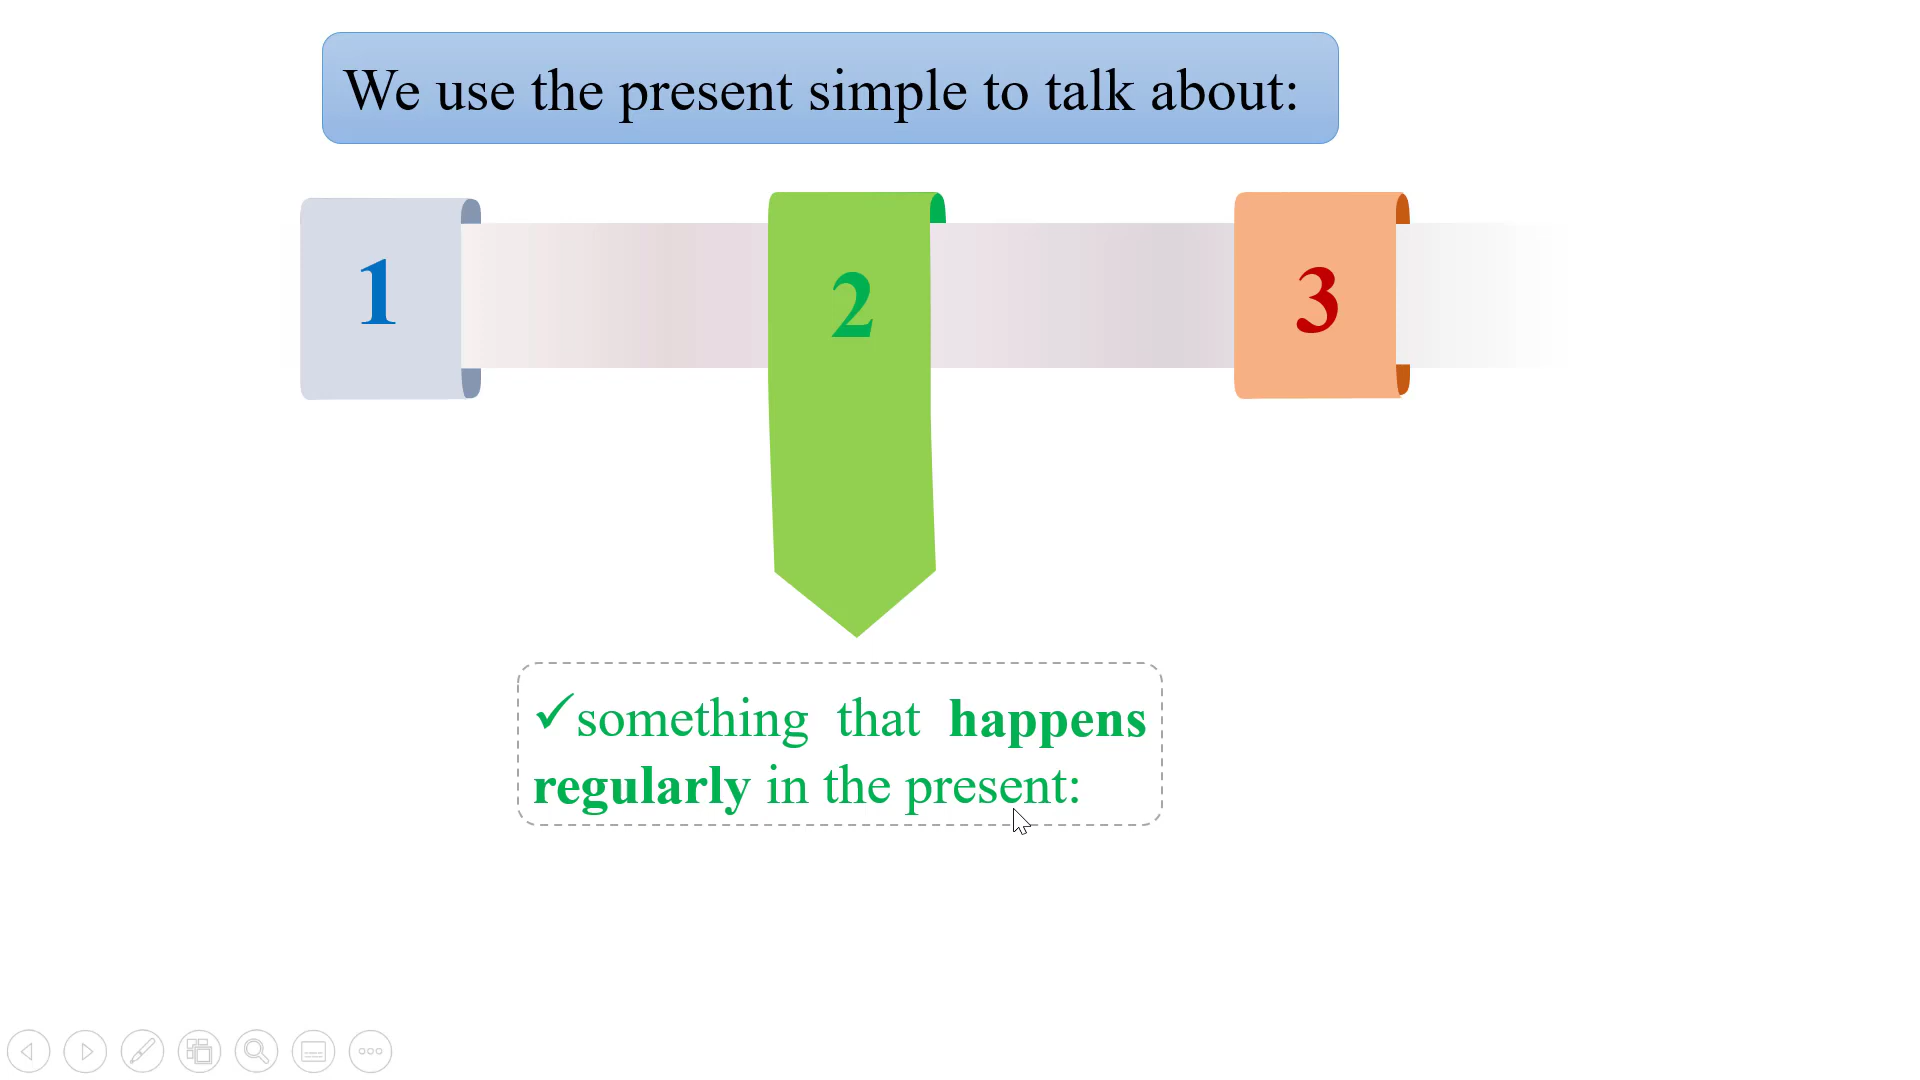 We use the present simple to talk about:
1
2
3
✓something that happens
regularly in the present: